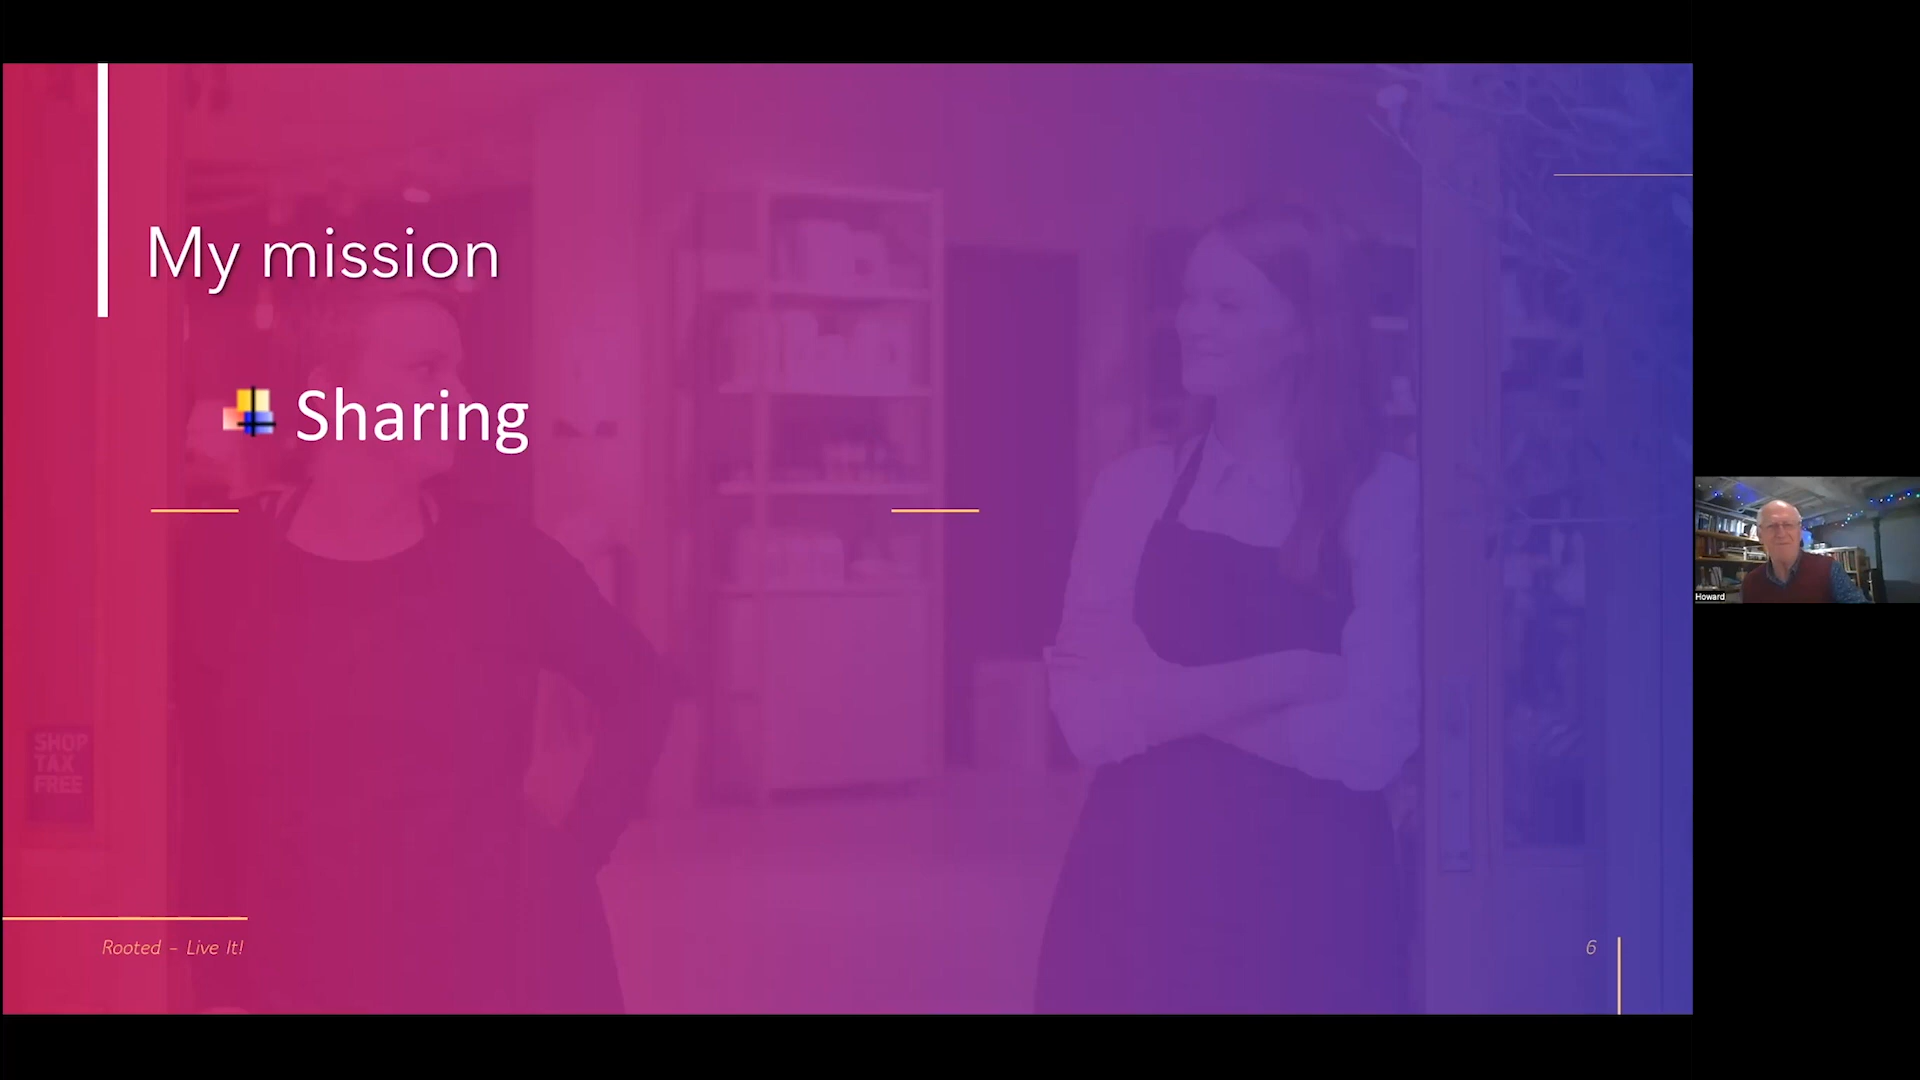 My mission
Sharing
SHOP
TAX
FREE
Rooted – Live It!
6
Howard